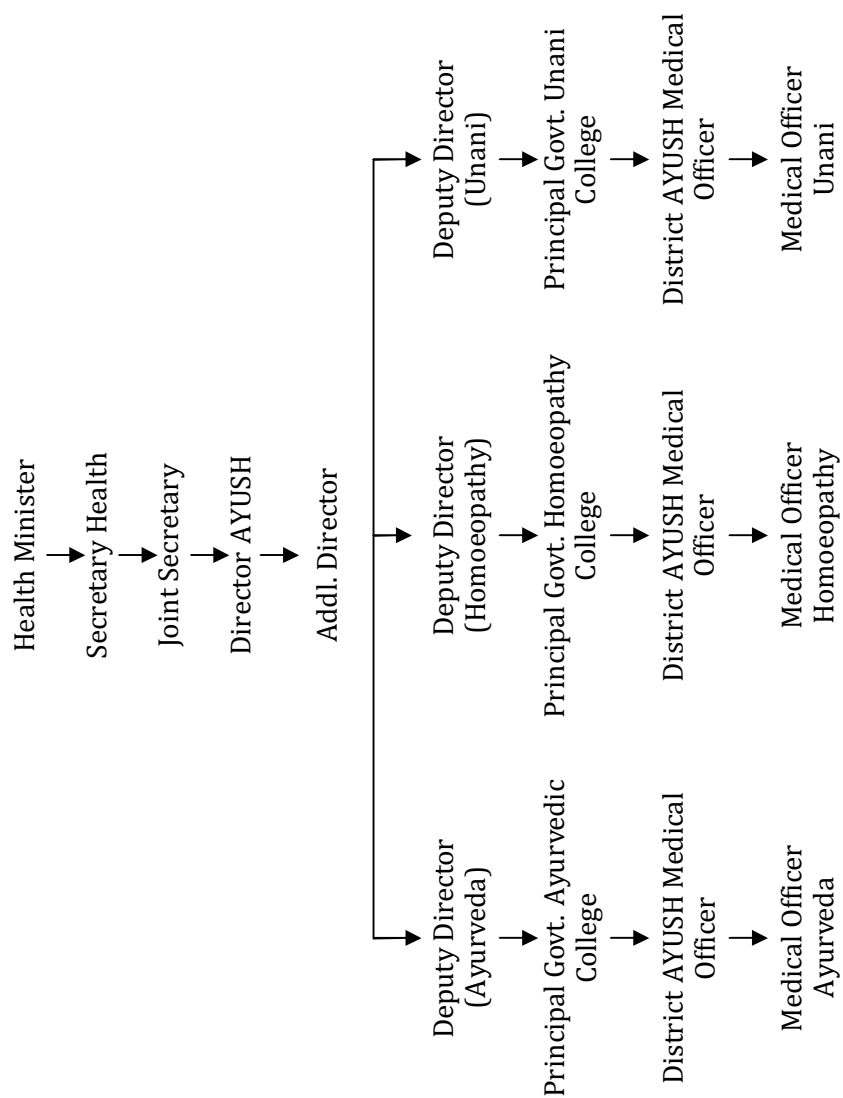 Health Minister
Secretary Health
Joint Secretary
Director AYUSH
Addl. Director
Deputy Director
(Ayurveda)
Principal Govt. Ayurvedic
College
District AYUSH Medical
Officer
Medical Officer
Ayurveda
Deputy Director
(Homoeopathy)
Principal Govt. Homoeopathy
College
District AYUSH Medical
Officer
Medical Officer
Homoeopathy
Deputy Director
(Unani)
Principal Govt. Unani
College
District AYUSH Medical
Officer
Medical Officer
Unani